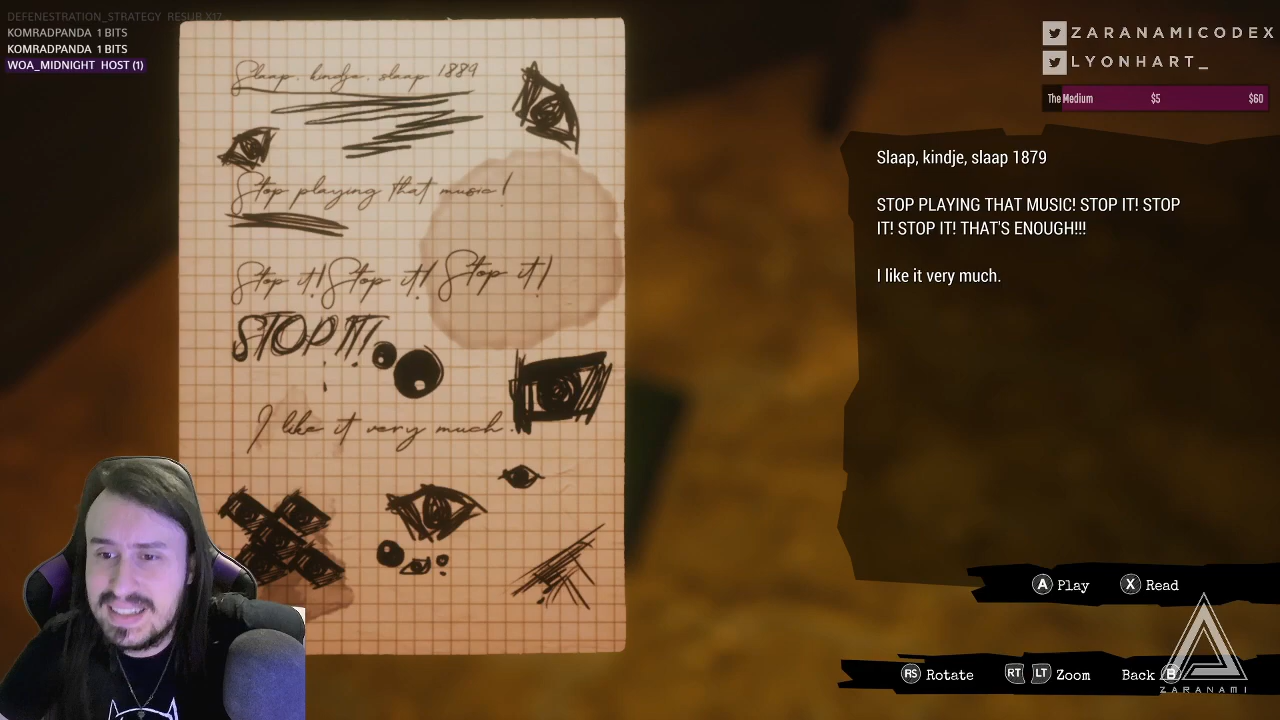 DEFENESTRATION_STRATEGY RESUB X17
KOMRADPANDA 1 BITS
KOMRADPANDA 1 BITS
WOA_MIDNIGHT HOST (1)
Slaap, kindje, slaap 1889
Stop playing that music!
Stop it! Stop it! Stop it!
STOP IT!
I like it very much.
ZARANAMICODEX
LYONHART_
The Medium $5 $60
Slaap, kindje, slaap 1879
STOP PLAYING THAT MUSIC! STOP IT! STOP
IT! STOP IT! THAT'S ENOUGH!!!
I like it very much.
A Play X Read
RS Rotate RT LT Zoom Back B
ZARANAMI